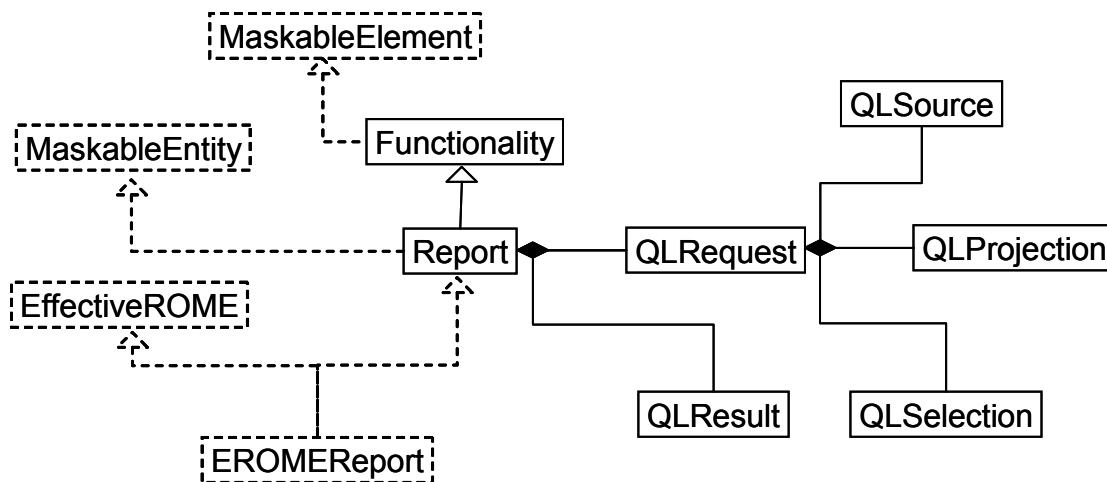 MaskableElement
QLSource
Functionality
MaskableEntity
Report
QLRequest
QLProjection
EffectiveROME
QLResult
QLSelection
EROMEReport